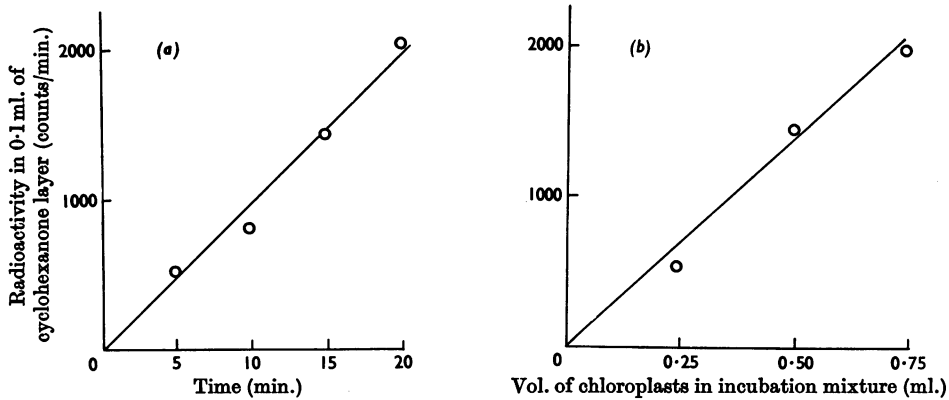 Radioactivity in 0·1 ml. of
cyclohexanone layer (counts/min.)
(a)
2000
1000
0
5
10
15
20
Time (min.)
(b)
2000
1000
0
0·25
0·50
0·75
Vol. of chloroplasts in incubation mixture (ml.)